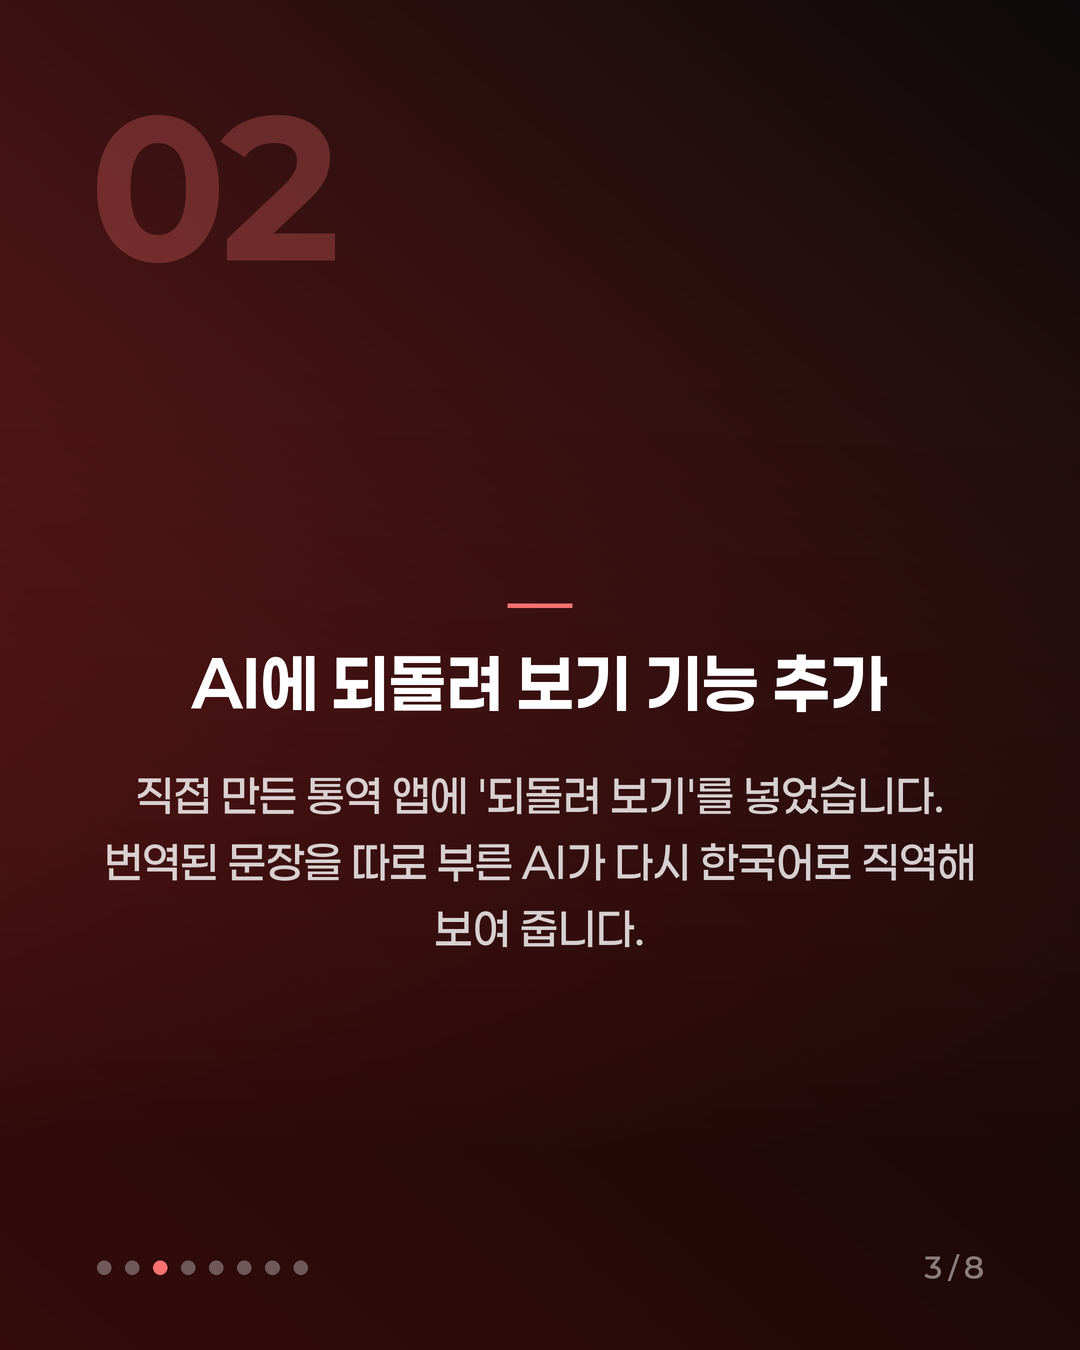 02
AI에 되돌려 보기 기능 추가
직접 만든 통역 앱에 '되돌려 보기'를 넣었습니다.
번역된 문장을 따로 부른 AI가 다시 한국어로 직역해
보여 줍니다.
3/8